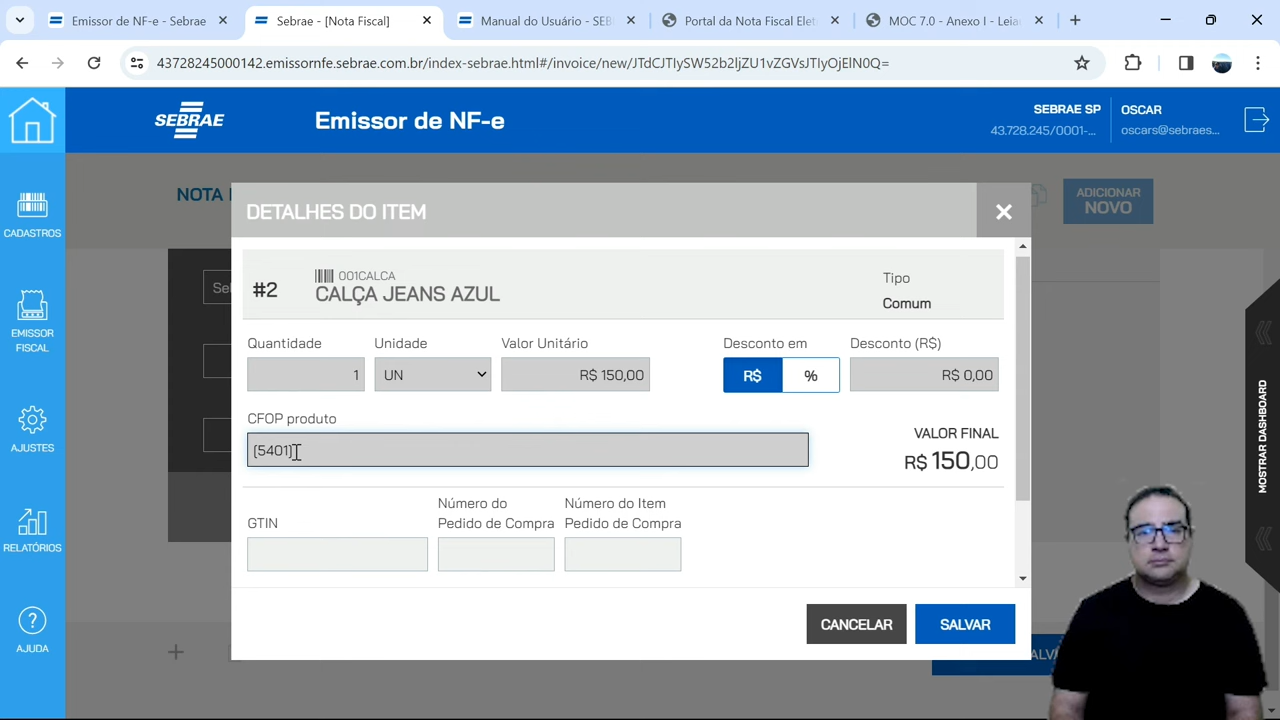 Emissor de NF-e - Sebrae
Sebrae - [Nota Fiscal]
Manual do Usuário - SEB
Portal da Nota Fiscal Elet
MOC 7.0 - Anexo I - Leia
43728245000142.emissornfe.sebrae.com.br/index-sebrae.html#/invoice/new/JTdCJTIySW52b2ljZU1vZGVsJTIyOjElN0Q=
SEBRAE
Emissor de NF-e
SEBRAE SP
43.728.245/0001-...
OSCAR
oscars@sebraes...
CADASTROS
EMISSOR
FISCAL
AJUSTES
RELATÓRIOS
AJUDA
NOTA
ADICIONAR
NOVO
DETALHES DO ITEM
#2
001CALCA
CALÇA JEANS AZUL
Tipo
Comum
Quantidade
Unidade
Valor Unitário
Desconto em
Desconto (R$)
1
UN
R$ 150,00
R$
%
R$ 0,00
CFOP produto
(5401)
VALOR FINAL
R$ 150,00
GTIN
Número do
Pedido de Compra
Número do Item
Pedido de Compra
CANCELAR
SALVAR
MOSTRAR DASHBOARD